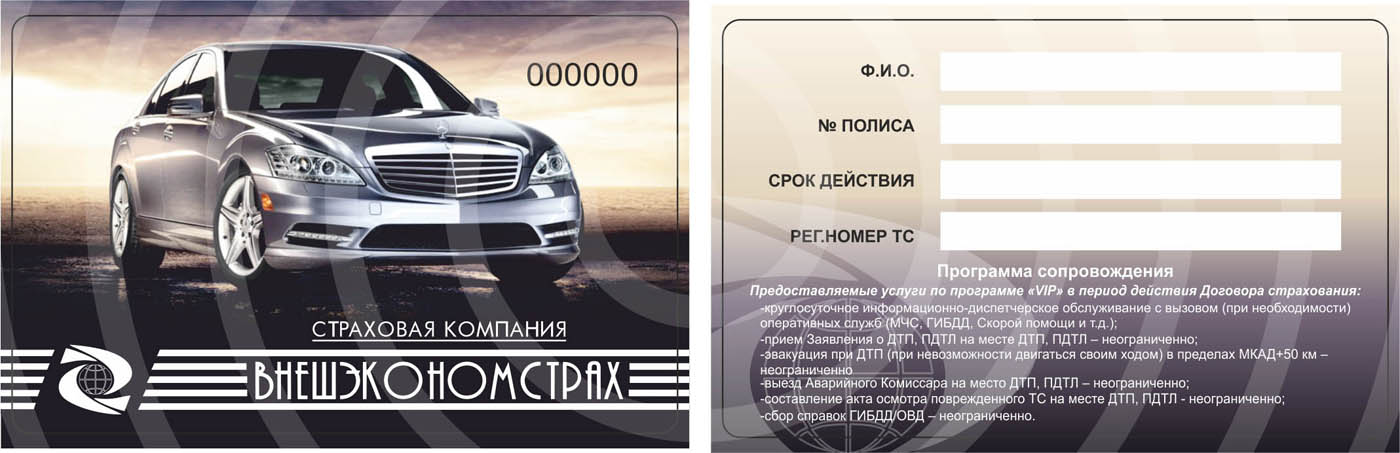 000000
СТРАХОВАЯ КОМПАНИЯ
ВНЕШЭКОНОМСТРАХ
Ф.И.О.
№ ПОЛИСА
СРОК ДЕЙСТВИЯ
РЕГ.НОМЕР ТС
Программа сопровождения
Предоставляемые услуги по программе «VIP» в период действия Договора страхования:
-круглосуточное информационно-диспетчерское обслуживание с вызовом (при необходимости)
оперативных служб (МЧС, ГИБДД, Скорой помощи и т.д.);
-прием Заявления о ДТП, ПДТЛ на месте ДТП, ПДТЛ – неограниченно;
-эвакуация при ДТП (при невозможности двигаться своим ходом) в пределах МКАД+50 км –
неограниченно
-выезд Аварийного Комиссара на место ДТП, ПДТЛ – неограниченно;
-составление акта осмотра поврежденного ТС на месте ДТП, ПДТЛ - неограниченно;
-сбор справок ГИБДД/ОВД – неограниченно.